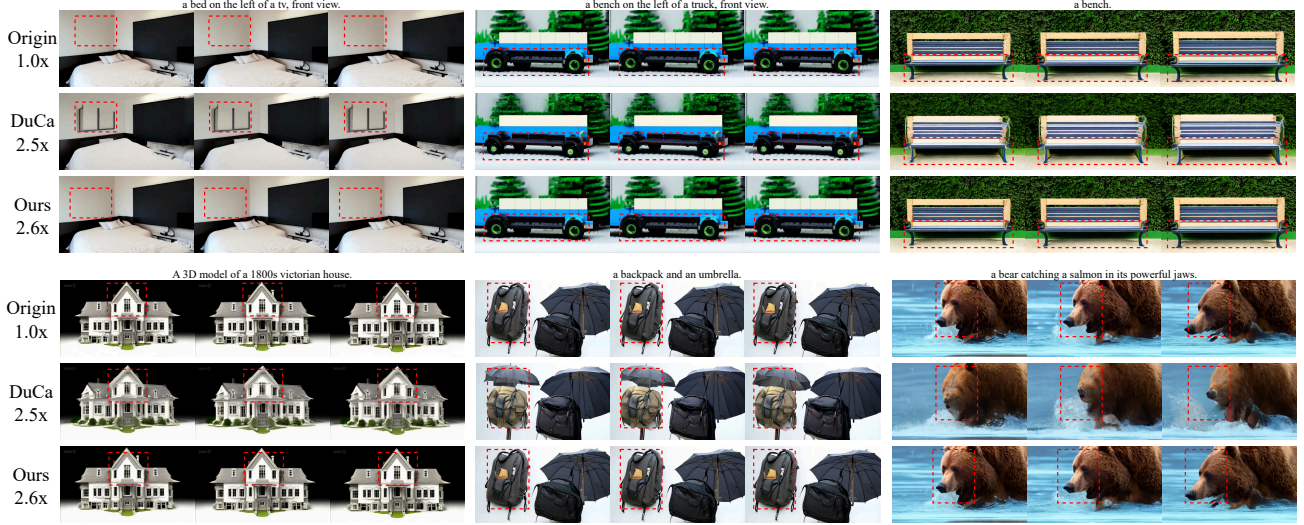 a bed on the left of a tv, front view.
a bench on the left of a truck, front view.
a bench.
Origin
1.0x
DuCa
2.5x
Ours
2.6x
A 3D model of a 1800s victorian house.
a backpack and an umbrella.
a bear catching a salmon in its powerful jaws.
Origin
1.0x
DuCa
2.5x
Ours
2.6x